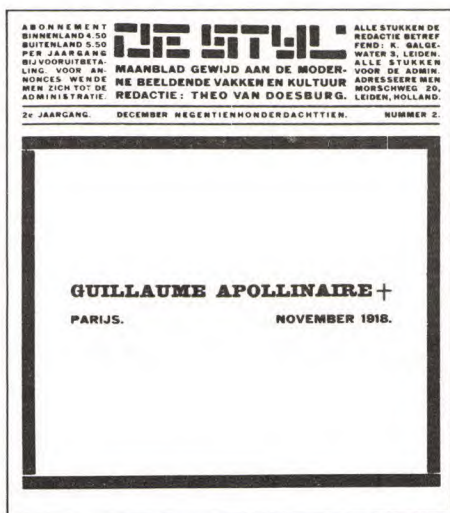 ABONNEMENT
BINNENLAND 4.50
BUITENLAND 5.50
PER JAARGANG
BIJ VOORUITBETA-
LING. VOOR AN-
NONCES WENDE
MEN ZICH TOT DE
ADMINISTRATIE.
DE STIJL
MAANBLAD GEWIJD AAN DE MODER-
NE BEELDENDE VAKKEN EN KULTUUR
REDACTIE: THEO VAN DOESBURG.
ALLE STUKKEN DE
REDACTIE BETREF
FEND: K. GALGE-
WATER 3, LEIDEN.
ALLE STUKKEN
VOOR DE ADMIN.
ADRESSEERE MEN
MORSCHWEG 20,
LEIDEN, HOLLAND.
2e JAARGANG. DECEMBER NEGENTIENHONDERDACHTTIEN. NUMMER 2.
GUILLAUME APOLLINAIRE +
PARIJS. NOVEMBER 1918.